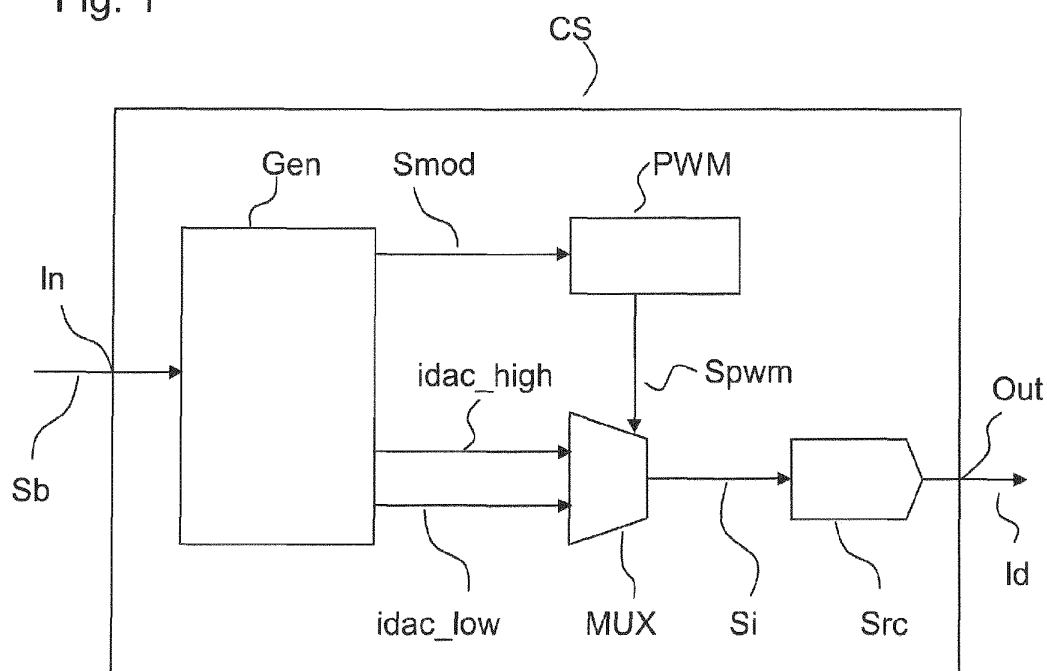 Fig. 1
CS
Gen
Smod
PWM
In
idac_high
Spwm
Out
Sb
Id
idac_low
MUX
Si
Src